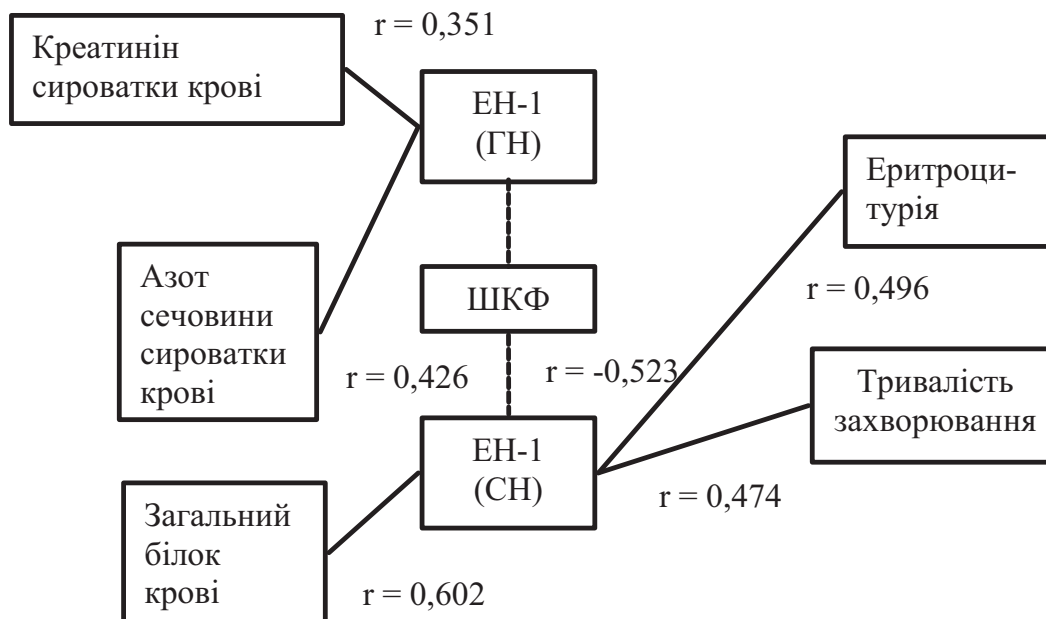 r = 0,351
Креатинін
сироватки крові
ЕН-1
(ГН)
Еритроци-
турія
Азот
сечовини
сироватки
крові
ШКФ
r = 0,496
r = 0,426
r = -0,523
Тривалість
захворювання
ЕН-1
(СН)
r = 0,474
Загальний
білок
крові
r = 0,602